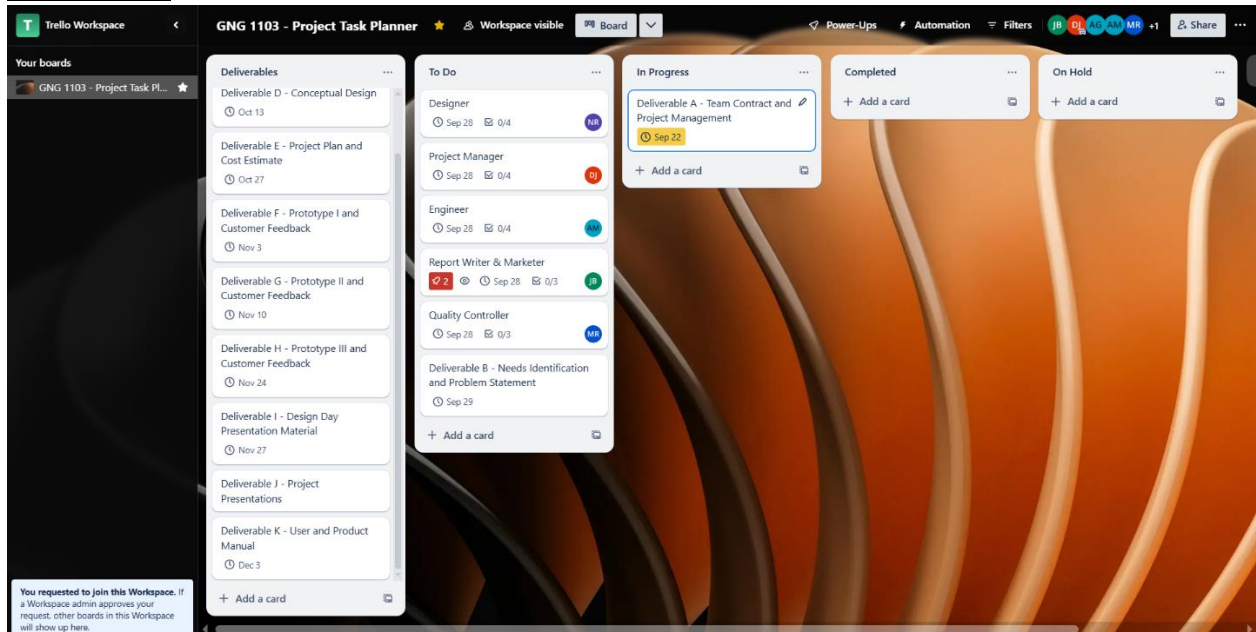 T Trello Workspace
GNG 1103 - Project Task Planner
Workspace visible
Board
Power-Ups
Automation
Filters
JB DJ AG AM MR +1
Share
Your boards
GNG 1103 - Project Task Pl...
You requested to join this Workspace. If
a Workspace admin approves your
request, other boards in this Workspace
will show up here.
Deliverables
Deliverable D - Conceptual Design
Oct 13
Deliverable E - Project Plan and
Cost Estimate
Oct 27
Deliverable F - Prototype I and
Customer Feedback
Nov 3
Deliverable G - Prototype II and
Customer Feedback
Nov 10
Deliverable H - Prototype III and
Customer Feedback
Nov 24
Deliverable I - Design Day
Presentation Material
Nov 27
Deliverable J - Project
Presentations
Deliverable K - User and Product
Manual
Dec 3
+ Add a card
To Do
Designer
Sep 28 0/4 NR
Project Manager
Sep 28 0/4 DJ
Engineer
Sep 28 0/4 AM
Report Writer & Marketer
2 Sep 28 0/3 JB
Quality Controller
Sep 28 0/3 MR
Deliverable B - Needs Identification
and Problem Statement
Sep 29
+ Add a card
In Progress
Deliverable A - Team Contract and
Project Management
Sep 22
+ Add a card
Completed
+ Add a card
On Hold
+ Add a card